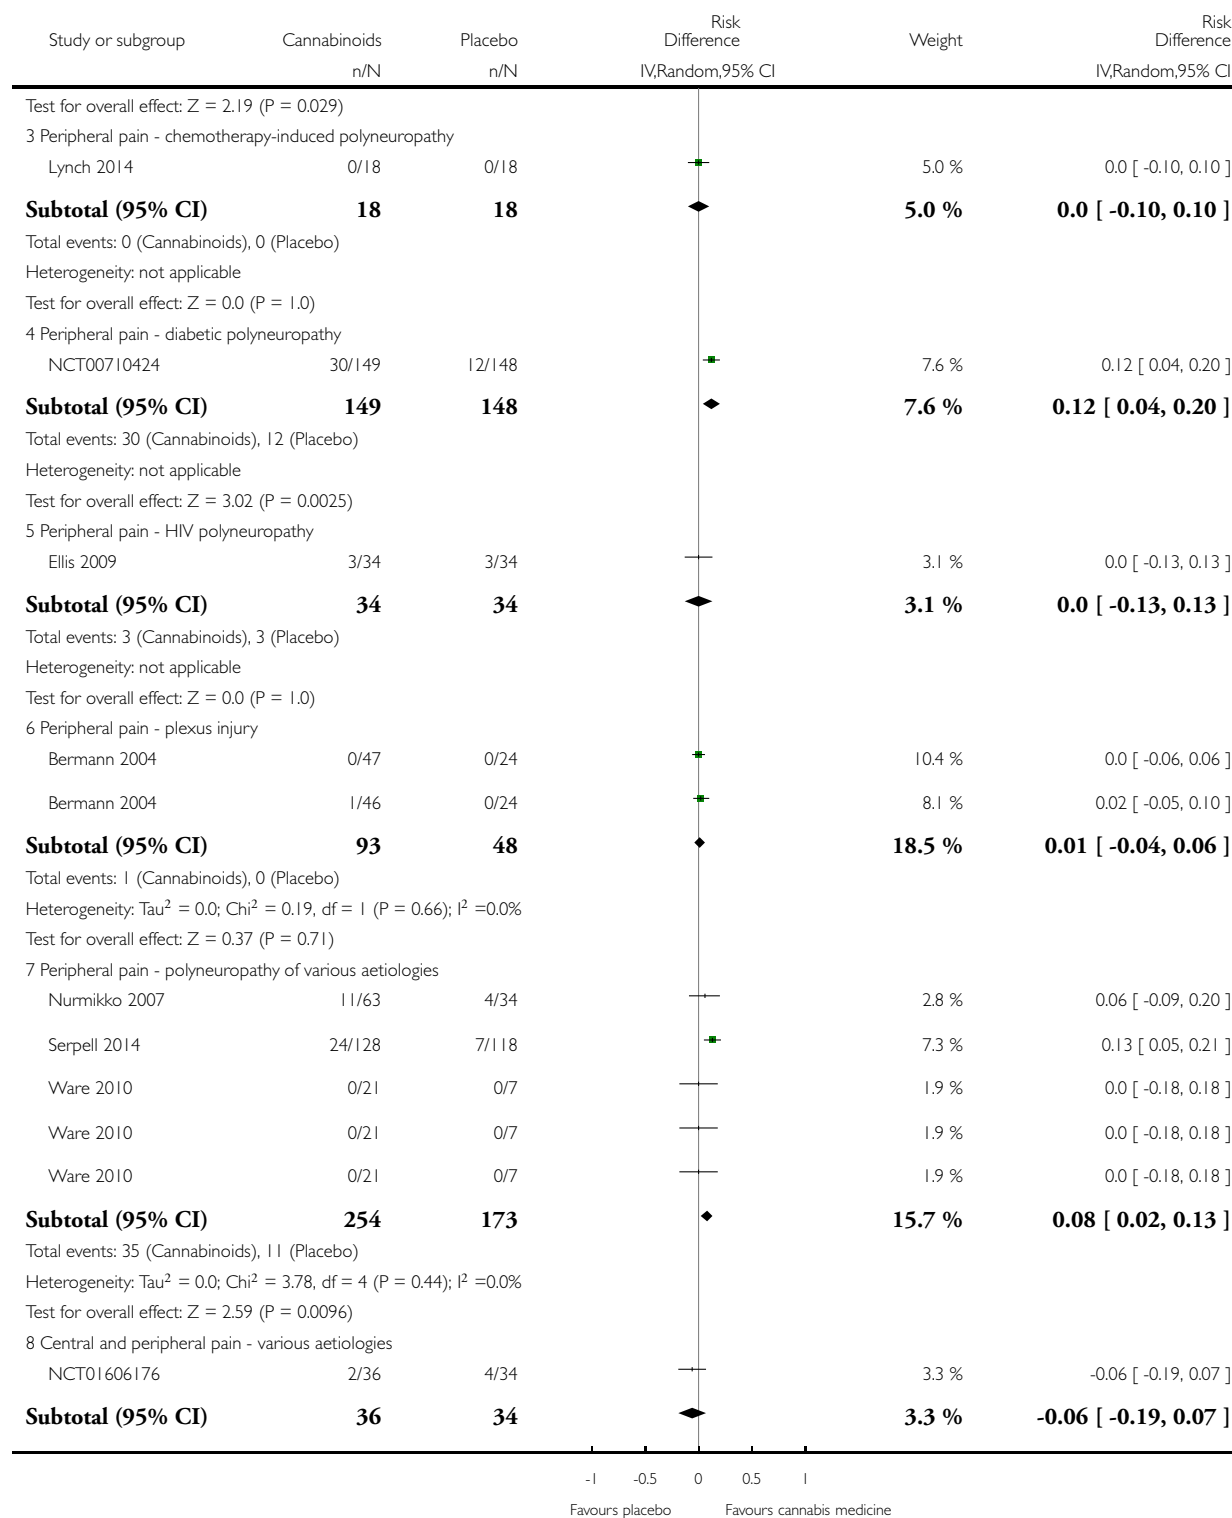 Study or subgroup Cannabinoids Placebo Risk Difference Weight Risk Difference
n/N n/N IV,Random,95% CI IV,Random,95% CI
Test for overall effect: Z = 2.19 (P = 0.029)
3 Peripheral pain - chemotherapy-induced polyneuropathy
Lynch 2014 0/18 0/18 5.0 % 0.0 [ -0.10, 0.10 ]
Subtotal (95% CI) 18 18 5.0 % 0.0 [ -0.10, 0.10 ]
Total events: 0 (Cannabinoids), 0 (Placebo)
Heterogeneity: not applicable
Test for overall effect: Z = 0.0 (P = 1.0)
4 Peripheral pain - diabetic polyneuropathy
NCT00710424 30/149 12/148 7.6 % 0.12 [ 0.04, 0.20 ]
Subtotal (95% CI) 149 148 7.6 % 0.12 [ 0.04, 0.20 ]
Total events: 30 (Cannabinoids), 12 (Placebo)
Heterogeneity: not applicable
Test for overall effect: Z = 3.02 (P = 0.0025)
5 Peripheral pain - HIV polyneuropathy
Ellis 2009 3/34 3/34 3.1 % 0.0 [ -0.13, 0.13 ]
Subtotal (95% CI) 34 34 3.1 % 0.0 [ -0.13, 0.13 ]
Total events: 3 (Cannabinoids), 3 (Placebo)
Heterogeneity: not applicable
Test for overall effect: Z = 0.0 (P = 1.0)
6 Peripheral pain - plexus injury
Bermann 2004 0/47 0/24 10.4 % 0.0 [ -0.06, 0.06 ]
Bermann 2004 1/46 0/24 8.1 % 0.02 [ -0.05, 0.10 ]
Subtotal (95% CI) 93 48 18.5 % 0.01 [ -0.04, 0.06 ]
Total events: 1 (Cannabinoids), 0 (Placebo)
Heterogeneity: Tau² = 0.0; Chi² = 0.19, df = 1 (P = 0.66); I² =0.0%
Test for overall effect: Z = 0.37 (P = 0.71)
7 Peripheral pain - polyneuropathy of various aetiologies
Nurmikko 2007 11/63 4/34 2.8 % 0.06 [ -0.09, 0.20 ]
Serpell 2014 24/128 7/118 7.3 % 0.13 [ 0.05, 0.21 ]
Ware 2010 0/21 0/7 1.9 % 0.0 [ -0.18, 0.18 ]
Ware 2010 0/21 0/7 1.9 % 0.0 [ -0.18, 0.18 ]
Ware 2010 0/21 0/7 1.9 % 0.0 [ -0.18, 0.18 ]
Subtotal (95% CI) 254 173 15.7 % 0.08 [ 0.02, 0.13 ]
Total events: 35 (Cannabinoids), 11 (Placebo)
Heterogeneity: Tau² = 0.0; Chi² = 3.78, df = 4 (P = 0.44); I² =0.0%
Test for overall effect: Z = 2.59 (P = 0.0096)
8 Central and peripheral pain - various aetiologies
NCT01606176 2/36 4/34 3.3 % -0.06 [ -0.19, 0.07 ]
Subtotal (95% CI) 36 34 3.3 % -0.06 [ -0.19, 0.07 ]
-1 -0.5 0 0.5 1
Favours placebo Favours cannabis medicine